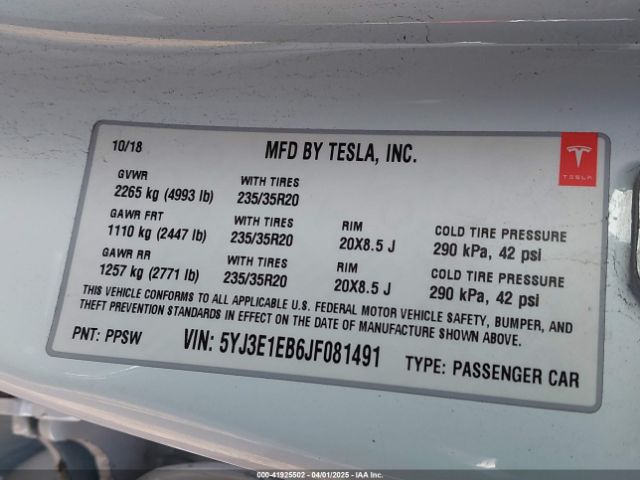 10/18 MFD BY TESLA, INC.
TESLA
GVWR WITH TIRES
2265 kg (4993 lb) 235/35R20
GAWR FRT WITH TIRES RIM COLD TIRE PRESSURE
1110 kg (2447 lb) 235/35R20 20X8.5 J 290 kPa, 42 psi
GAWR RR WITH TIRES RIM COLD TIRE PRESSURE
1257 kg (2771 lb) 235/35R20 20X8.5 J 290 kPa, 42 psi
THIS VEHICLE CONFORMS TO ALL APPLICABLE U.S. FEDERAL MOTOR VEHICLE SAFETY, BUMPER, AND
THEFT PREVENTION STANDARDS IN EFFECT ON THE DATE OF MANUFACTURE SHOWN ABOVE.
PNT: PPSW VIN: 5YJ3E1EB6JF081491 TYPE: PASSENGER CAR
000-41925502 - 04/01/2025 - IAAI.COM